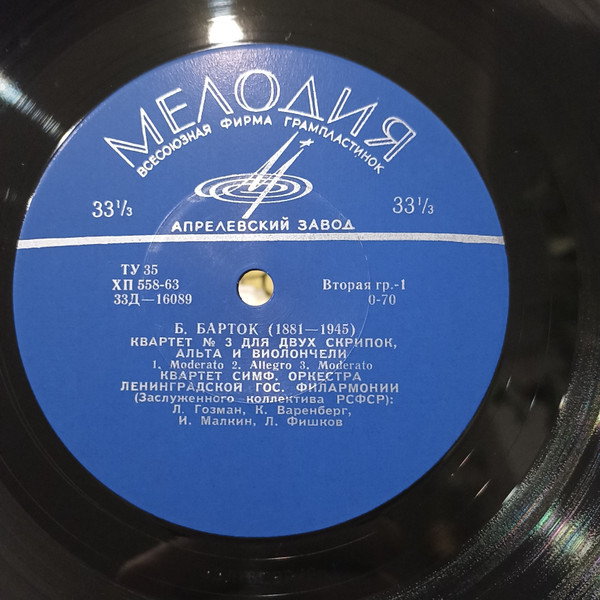 МЕЛОДИЯ
ВСЕСОЮЗНАЯ ФИРМА ГРАМПЛАСТИНОК
33⅓ 33⅓
АПРЕЛЕВСКИЙ ЗАВОД
ТУ 35
ХП 558-63 Вторая гр.-1
33Д—16089 0-70
Б. БАРТОК (1881—1945)
КВАРТЕТ № 3 ДЛЯ ДВУХ СКРИПОК,
АЛЬТА И ВИОЛОНЧЕЛИ
1. Moderato 2. Allegro 3. Moderato
КВАРТЕТ СИМФ. ОРКЕСТРА
ЛЕНИНГРАДСКОЙ ГОС. ФИЛАРМОНИИ
(Заслуженного коллектива РСФСР):
Л. Гозман, К. Варенберг,
И. Малкин, Л. Фишков